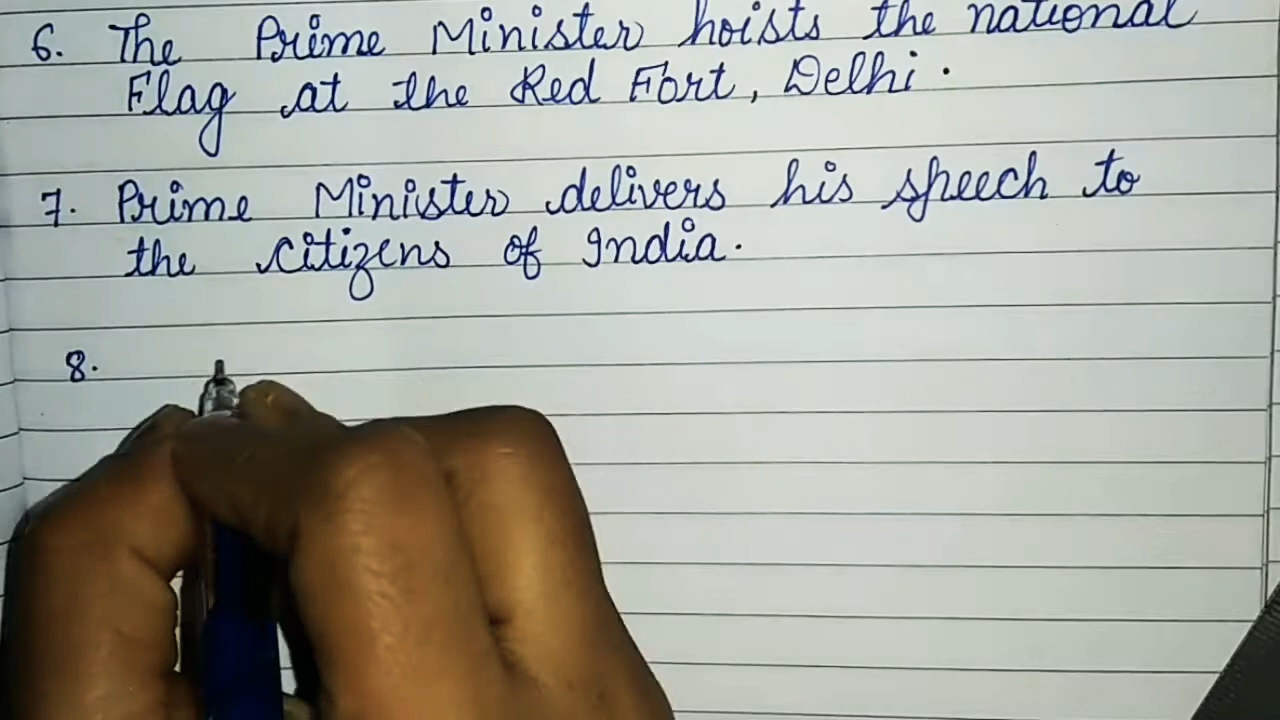 6. The Prime Minister hoists the national
Flag at the Red Fort, Delhi.
7. Prime Minister delivers his speech to
the citizens of India.
8.